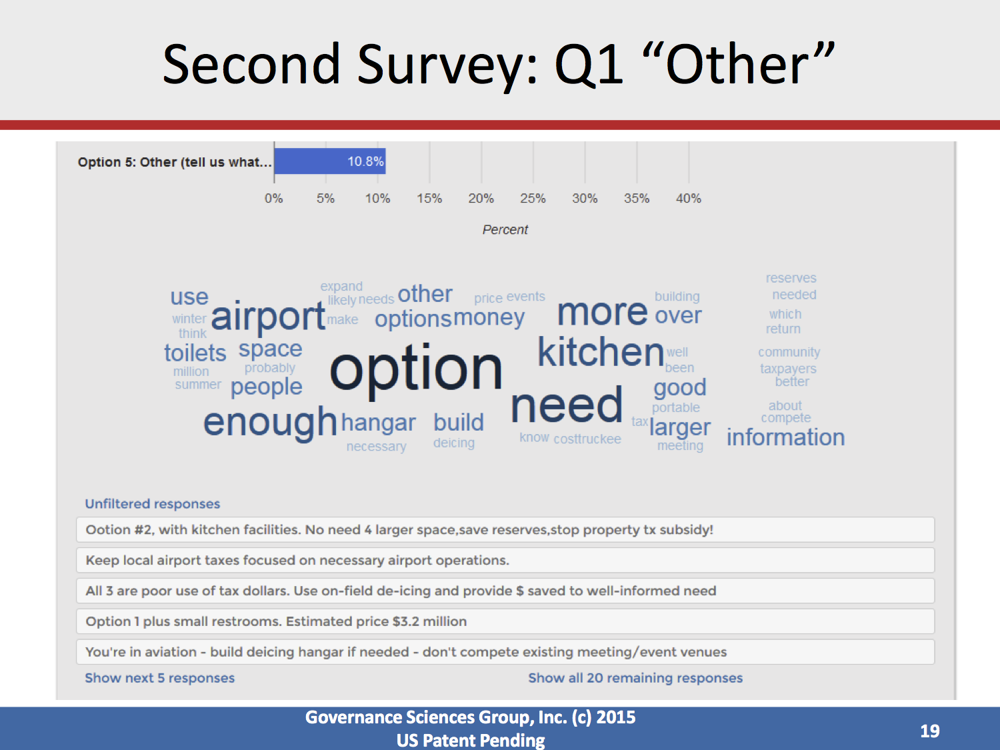 Second Survey: Q1 “Other”
Option 5: Other (tell us what...
10.8%
0% 5% 10% 15% 20% 25% 30% 35% 40%
Percent
reserves
expand
use
other
price events
building
needed
likely needs
airport
more
over
winter
make
options money
which
think
return
toilets
space
option
kitchen
well
community
million
probably
been
taxpayers
summer
people
good
better
need
portable
about
enough
hangar
build
tax
larger
compete
necessary
deicing
know
costtruckee
meeting
information
Unfiltered responses
Ootion #2, with kitchen facilities. No need 4 larger space,save reserves,stop property tx subsidy!
Keep local airport taxes focused on necessary airport operations.
All 3 are poor use of tax dollars. Use on-field de-icing and provide $ saved to well-informed need
Option 1 plus small restrooms. Estimated price $3.2 million
You're in aviation - build deicing hangar if needed - don't compete existing meeting/event venues
Show next 5 responses
Show all 20 remaining responses
Governance Sciences Group, Inc. (c) 2015
US Patent Pending
19